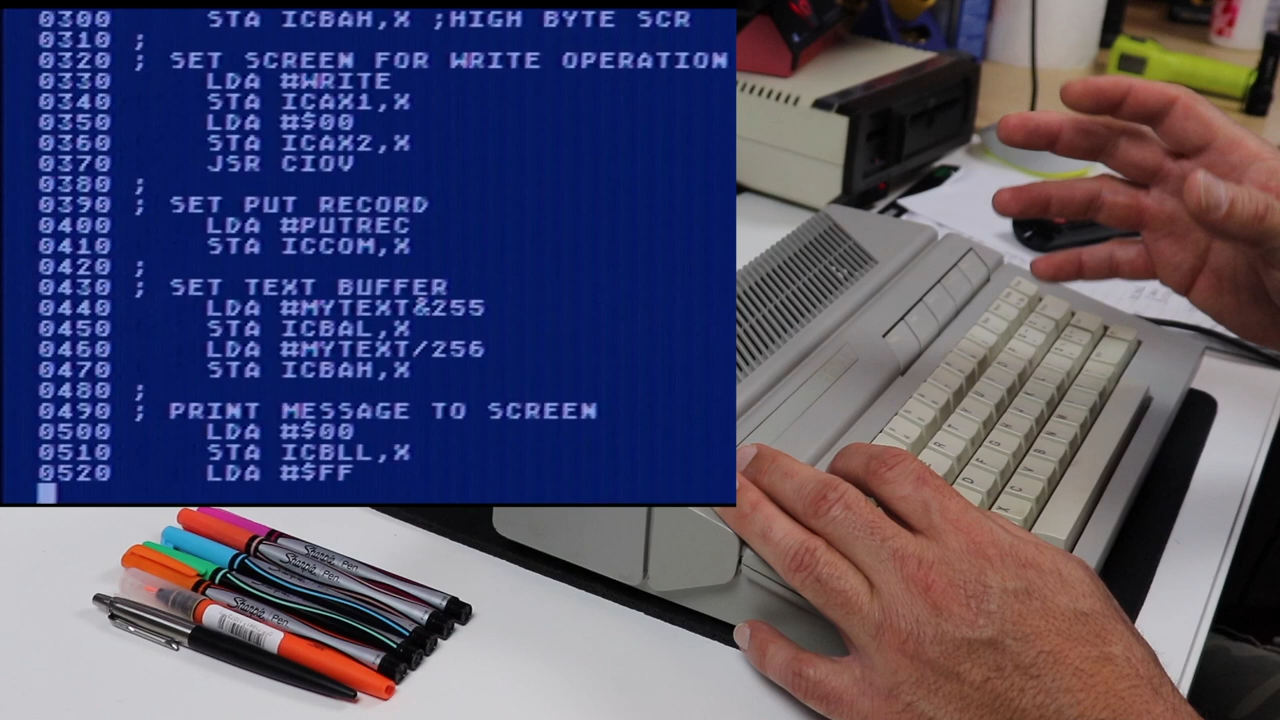 0300 STA ICBAH,X ;HIGH BYTE SCR
0310 ;
0320 ; SET SCREEN FOR WRITE OPERATION
0330 LDA #WRITE
0340 STA ICAX1,X
0350 LDA #$00
0360 STA ICAX2,X
0370 JSR CIOV
0380 ;
0390 ; SET PUT RECORD
0400 LDA #PUTREC
0410 STA ICCOM,X
0420 ;
0430 ; SET TEXT BUFFER
0440 LDA #MYTEXT&255
0450 STA ICBAL,X
0460 LDA #MYTEXT/256
0470 STA ICBAH,X
0480 ;
0490 ; PRINT MESSAGE TO SCREEN
0500 LDA #$00
0510 STA ICBLL,X
0520 LDA #$FF
Sharpie Pen
Sharpie Pen
Sharpie Pen